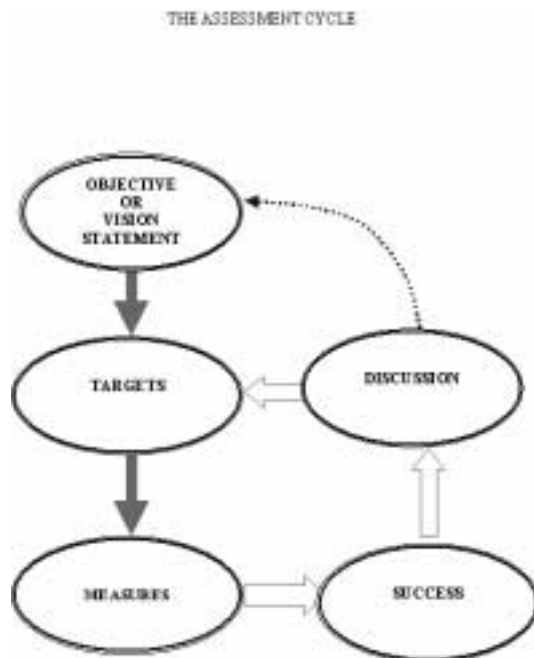 THE ASSESSMENT CYCLE
OBJECTIVE
OR
VISION
STATEMENT
TARGETS
DISCUSSION
MEASURES
SUCCESS